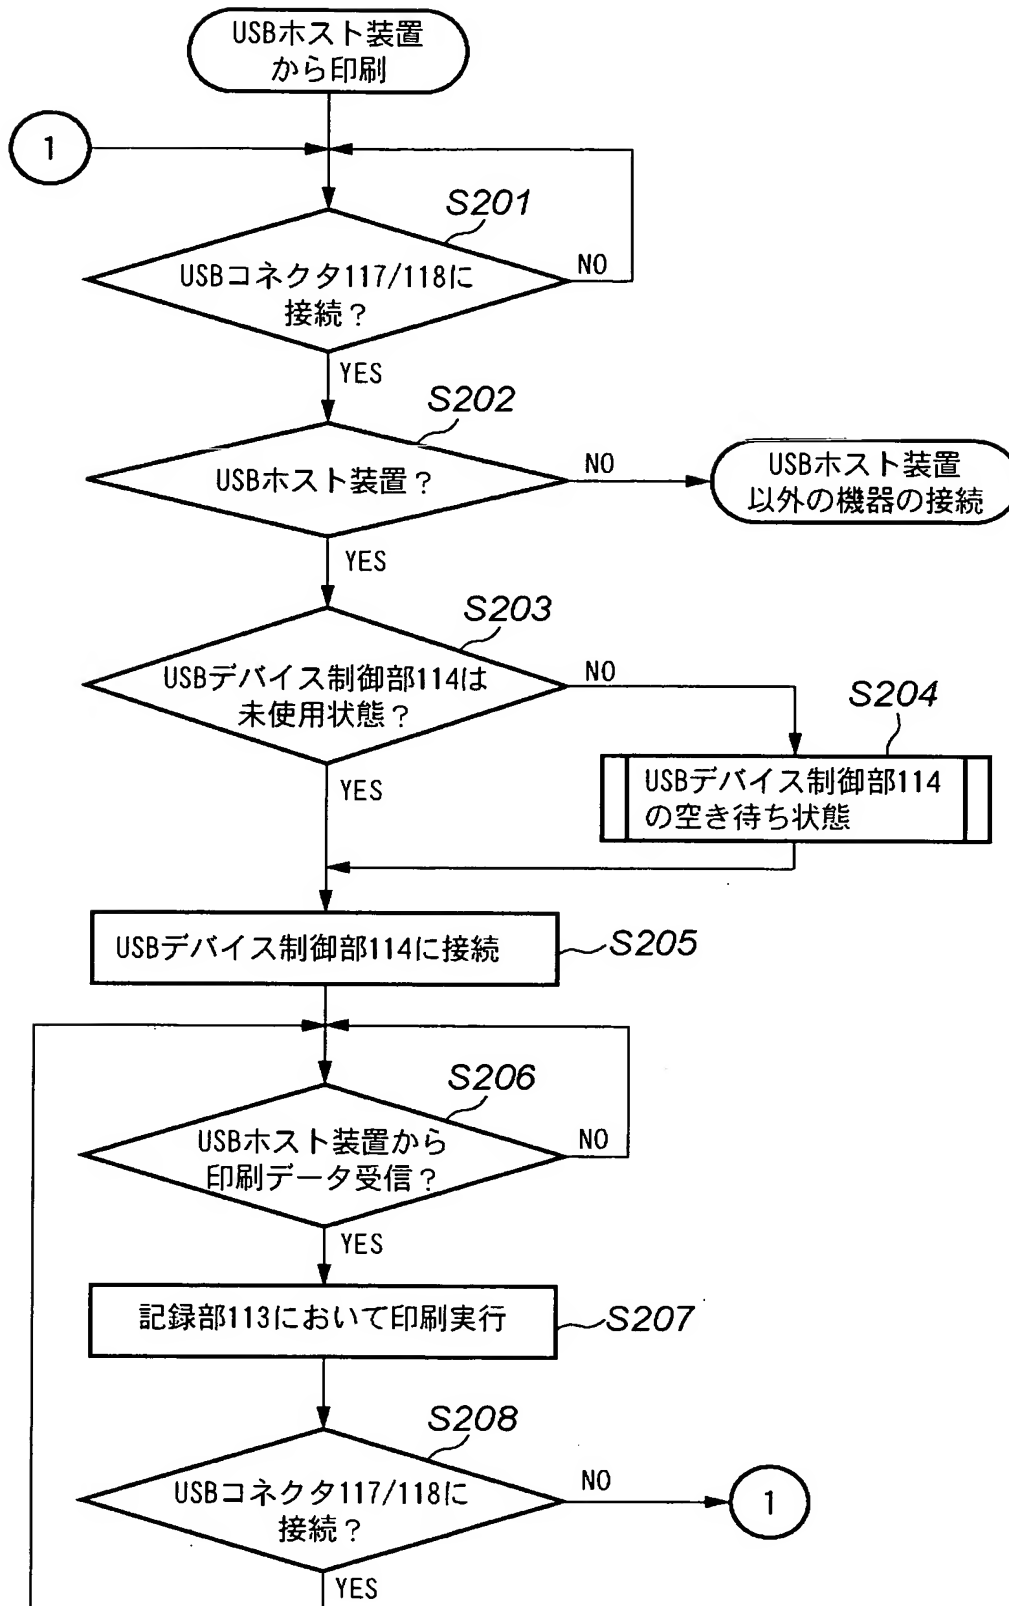 USBホスト装置
から印刷
1
S201
USBコネクタ117/118に
接続？
NO
YES
S202
USBホスト装置？
NO
USBホスト装置
以外の機器の接続
YES
S203
USBデバイス制御部114は
未使用状態？
NO
S204
USBデバイス制御部114
の空き待ち状態
YES
USBデバイス制御部114に接続
S205
S206
USBホスト装置から
印刷データ受信？
NO
YES
記録部113において印刷実行
S207
S208
USBコネクタ117/118に
接続？
NO
1
YES